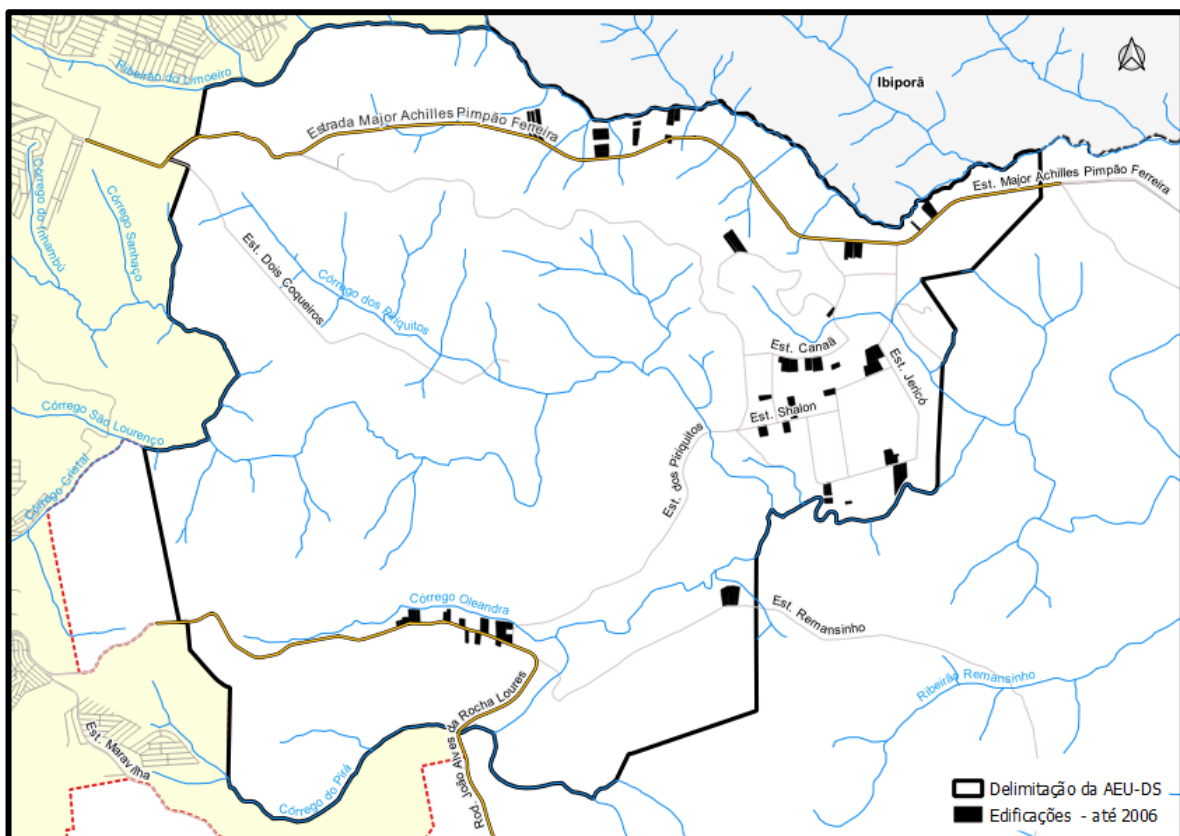 Ribeirão do Limoeiro
Ibiporã
Estrada Major Achilles Pimpão Ferreira
Est. Major Achilles Pimpão Ferreira
Córrego do Inhambú
Córrego Sanhaço
Est. Dois Coqueiros
Córrego dos Piriquitos
Est. Canaã
Est. Jericó
Est. Shalon
Córrego São Lourenço
Córrego Cristal
Est. dos Piriquitos
Córrego Oleandra
Est. Remansinho
Ribeirão Remansinho
Rod. João Alves da Rocha Loures
Est. Maravilha
Córrego do Pirá
Delimitação da AEU-DS
Edificações - até 2006